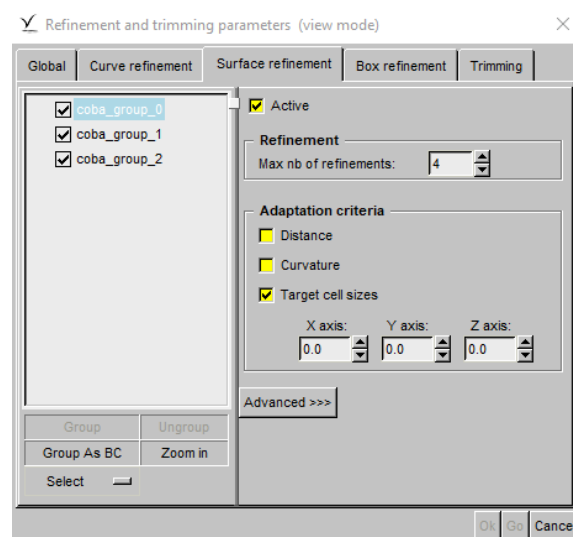 Refinement and trimming parameters (view mode)
Global Curve refinement Surface refinement Box refinement Trimming
coba_group_0
coba_group_1
coba_group_2
Group Ungroup
Group As BC Zoom in
Select
Active
Refinement
Max nb of refinements: 4
Adaptation criteria
Distance
Curvature
Target cell sizes
X axis: Y axis: Z axis:
0.0 0.0 0.0
Advanced >>>
Ok Go Cance